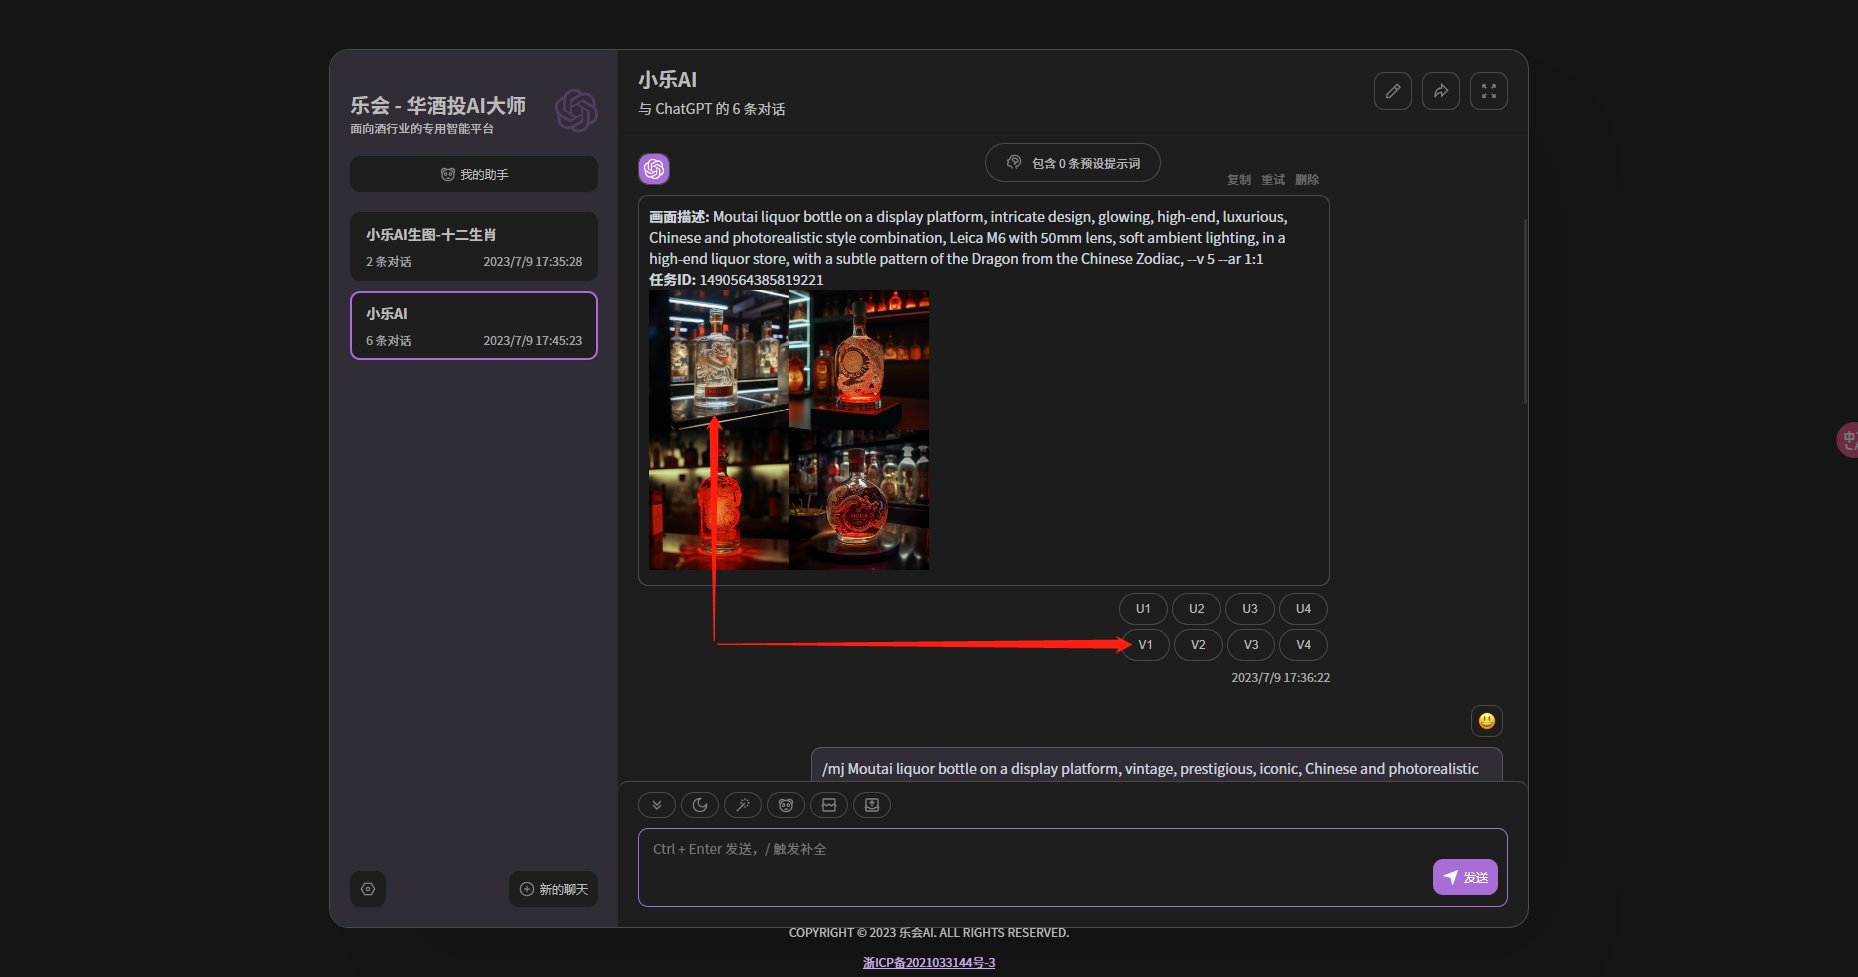 乐会 - 华酒投AI大师
面向酒行业的专用智能平台
我的助手
小乐AI生图-十二生肖
2 条对话 2023/7/9 17:35:28
小乐AI
6 条对话 2023/7/9 17:45:23
新的聊天
小乐AI
与 ChatGPT 的 6 条对话
包含 0 条预设提示词
复制 重试 删除
画面描述: Moutai liquor bottle on a display platform, intricate design, glowing, high-end, luxurious,
Chinese and photorealistic style combination, Leica M6 with 50mm lens, soft ambient lighting, in a
high-end liquor store, with a subtle pattern of the Dragon from the Chinese Zodiac, --v 5 --ar 1:1
任务ID: 1490564385819221
U1 U2 U3 U4
V1 V2 V3 V4
2023/7/9 17:36:22
/mj Moutai liquor bottle on a display platform, vintage, prestigious, iconic, Chinese and photorealistic
Ctrl + Enter 发送，/ 触发补全
发送
COPYRIGHT © 2023 乐会AI. ALL RIGHTS RESERVED.
浙ICP备2021033144号-3